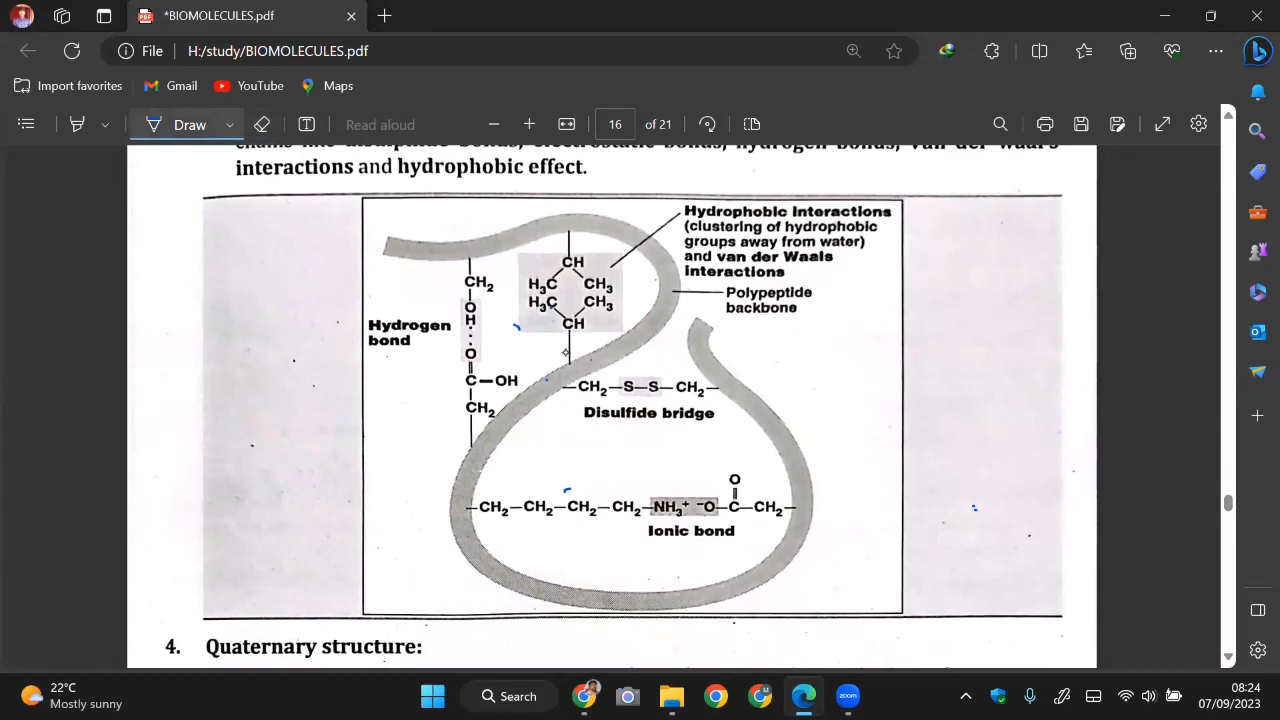 *BIOMOLECULES.pdf
File H:/study/BIOMOLECULES.pdf
Import favorites Gmail YouTube Maps
Draw Read aloud 16 of 21
interactions and hydrophobic effect.
Hydrophobic interactions
(clustering of hydrophobic
groups away from water)
and van der Waals
interactions
Polypeptide
backbone
CH
H₃C CH₃
H₃C CH₃
CH
CH₂
O
H
Hydrogen
bond
O
C—OH
CH₂
—CH₂—S—S—CH₂—
Disulfide bridge
O
—CH₂—CH₂—CH₂—CH₂—NH₃⁺ ⁻O—C—CH₂—
Ionic bond
4. Quaternary structure:
22°C
Mostly sunny
Search
zoom
08:24
07/09/2023